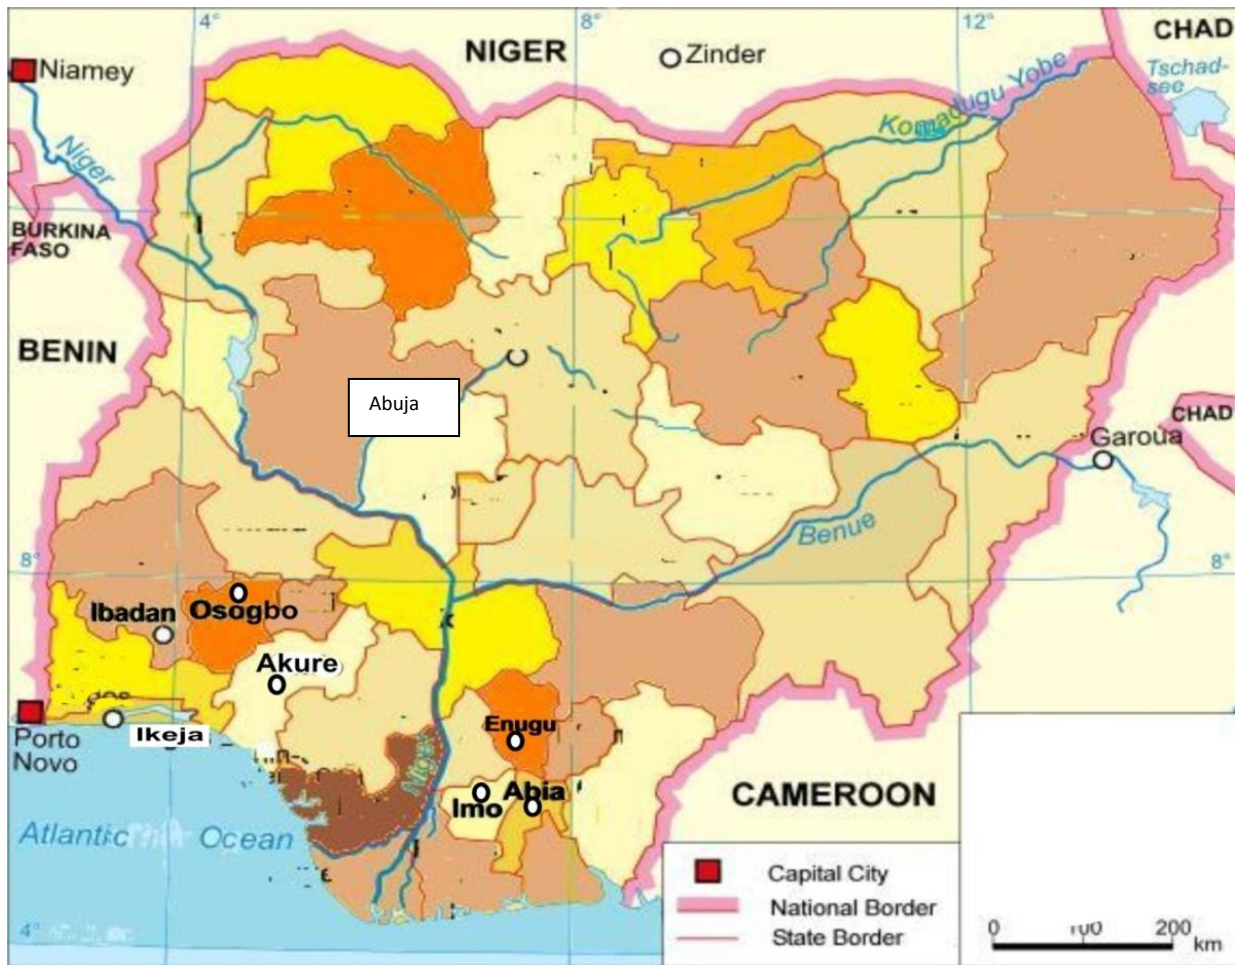 4°
8°
12°
NIGER
CHAD
Zinder
Niamey
Tschad-
see
Komadugu Yobe
Niger
BURKINA
FASO
BENIN
Abuja
CHAD
Garoua
Benue
8°
8°
Ibadan
Osogbo
Akure
Enugu
Ikeja
Porto
Novo
Niger
Imo
Abia
CAMEROON
Atlantic
Ocean
Capital City
National Border
State Border
4°
0
100
200
km